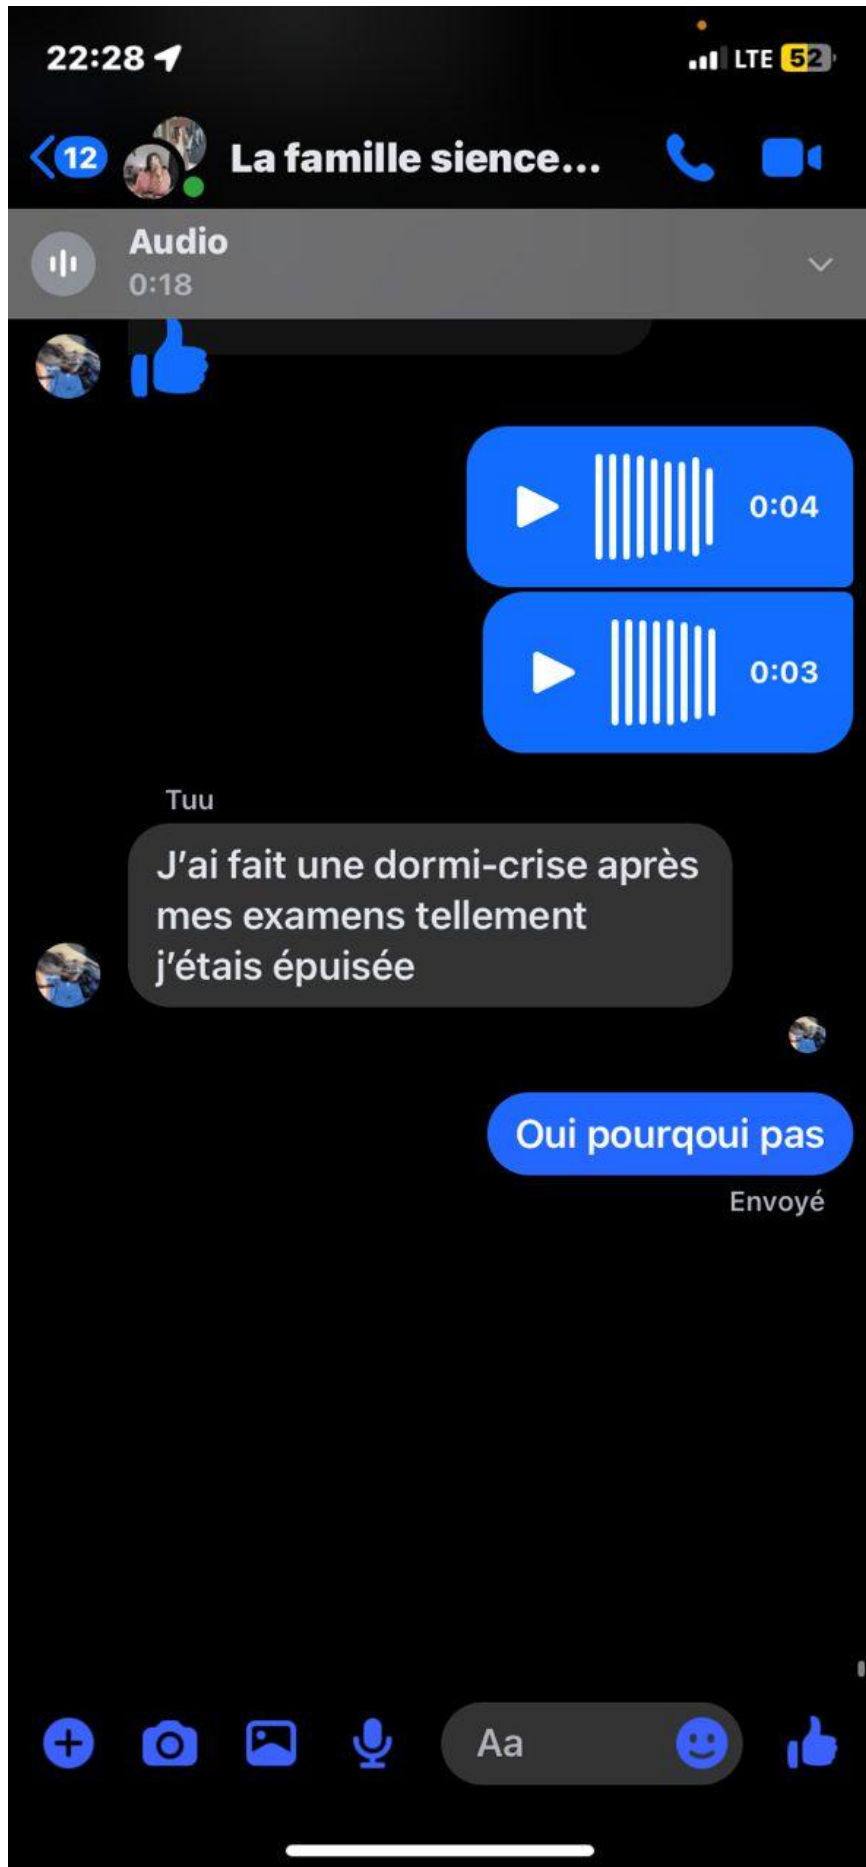 22:28
LTE 52
12 La famille sience...
Audio
0:18
0:04
0:03
Tuu
J'ai fait une dormi-crise après
mes examens tellement
j'étais épuisée
Oui pourqoui pas
Envoyé
Aa